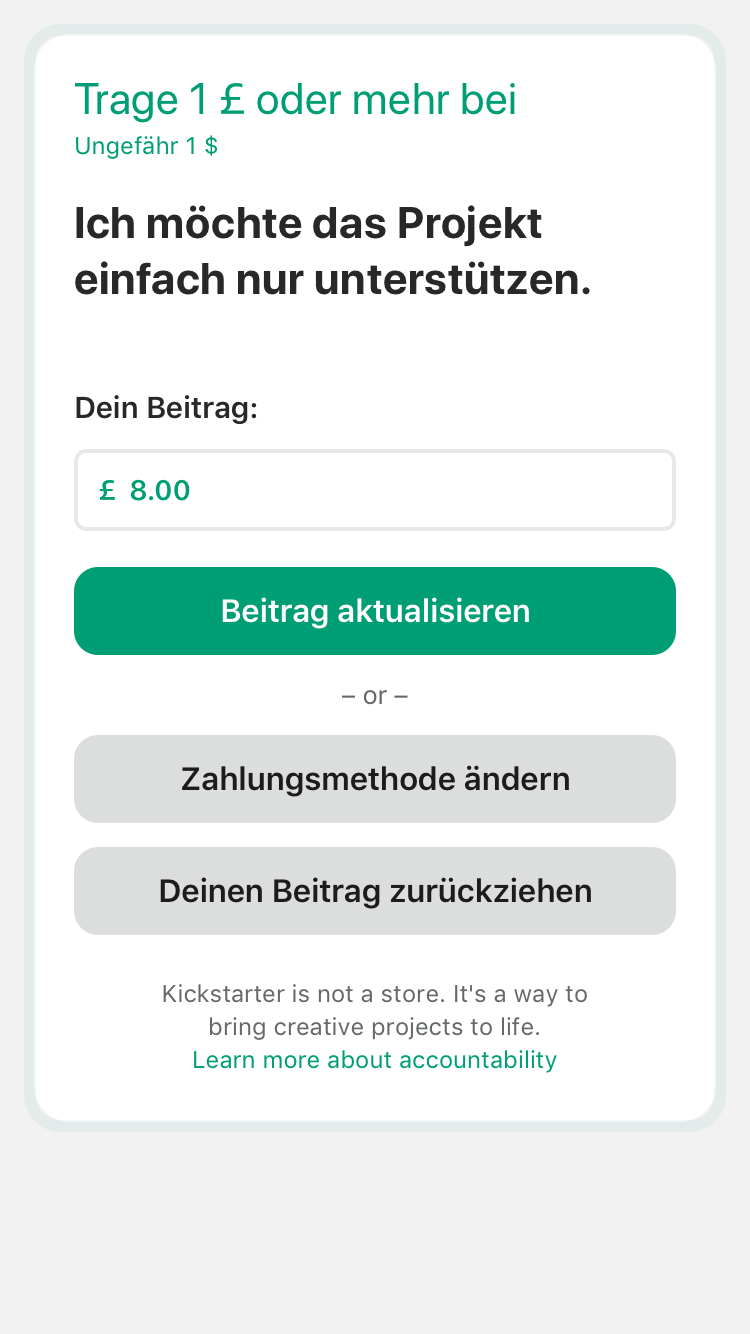 Trage 1 £ oder mehr bei
Ungefähr 1 $
Ich möchte das Projekt
einfach nur unterstützen.
Dein Beitrag:
£ 8.00
Beitrag aktualisieren
– or –
Zahlungsmethode ändern
Deinen Beitrag zurückziehen
Kickstarter is not a store. It's a way to
bring creative projects to life.
Learn more about accountability